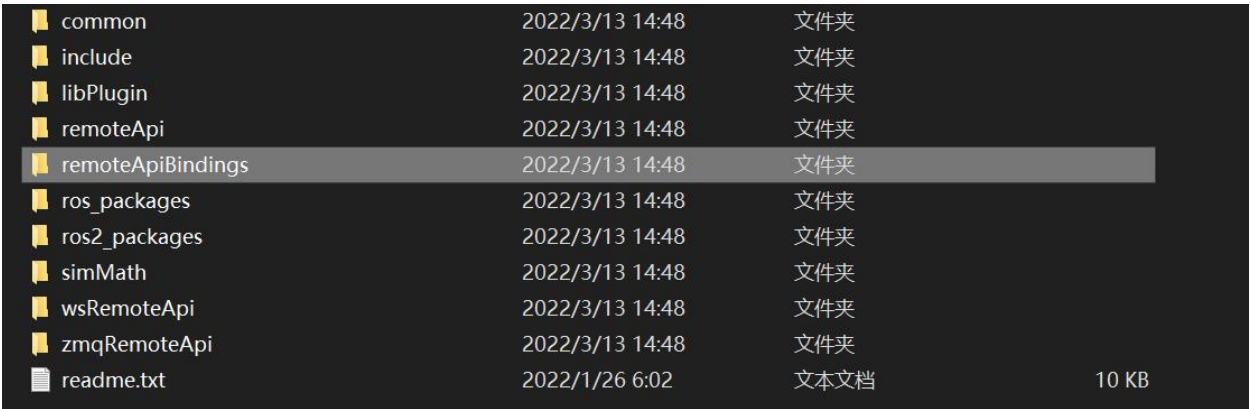 common 2022/3/13 14:48 文件夹
include 2022/3/13 14:48 文件夹
libPlugin 2022/3/13 14:48 文件夹
remoteApi 2022/3/13 14:48 文件夹
remoteApiBindings 2022/3/13 14:48 文件夹
ros_packages 2022/3/13 14:48 文件夹
ros2_packages 2022/3/13 14:48 文件夹
simMath 2022/3/13 14:48 文件夹
wsRemoteApi 2022/3/13 14:48 文件夹
zmqRemoteApi 2022/3/13 14:48 文件夹
readme.txt 2022/1/26 6:02 文本文档 10 KB